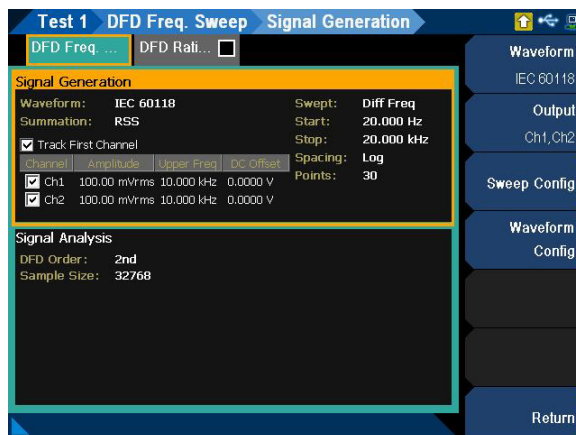 Test 1 DFD Freq. Sweep Signal Generation
DFD Freq. ... DFD Rati...
Signal Generation
Waveform: IEC 60118
Summation: RSS
Track First Channel
Channel Amplitude Upper Freq DC Offset
Ch1 100.00 mVrms 10.000 kHz 0.0000 V
Ch2 100.00 mVrms 10.000 kHz 0.0000 V
Swept: Diff Freq
Start: 20.000 Hz
Stop: 20.000 kHz
Spacing: Log
Points: 30
Signal Analysis
DFD Order: 2nd
Sample Size: 32768
Waveform
IEC 60118
Output
Ch1,Ch2
Sweep Config
Waveform
Config
Return